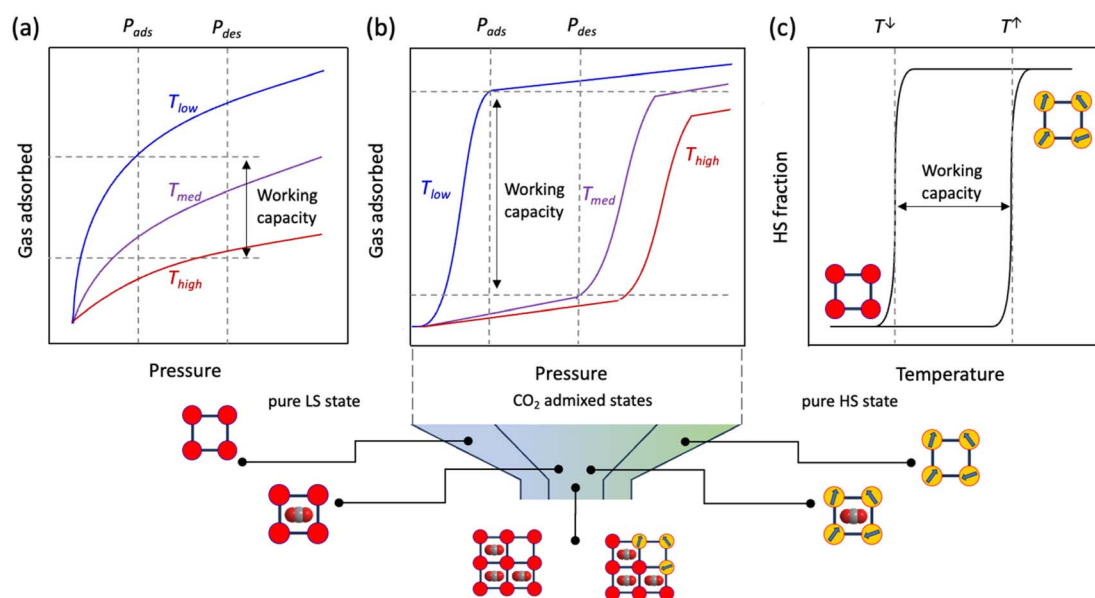 (a)
P_ads
P_des
Gas adsorbed
T_low
T_med
T_high
Working
capacity
Pressure
(b)
P_ads
P_des
Gas adsorbed
T_low
Working
capacity
T_med
T_high
Pressure
(c)
T↓
T↑
HS fraction
Working
capacity
Temperature
pure LS state
CO₂ admixed states
pure HS state